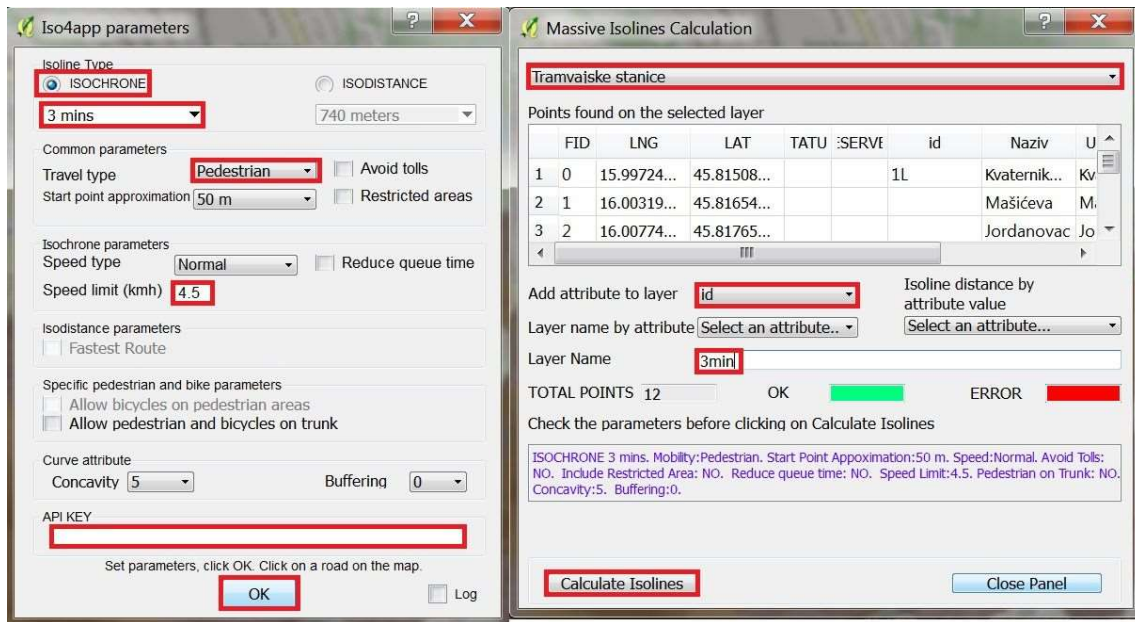 Iso4app parameters
Isoline Type
ISOCHRONE
ISODISTANCE
3 mins
740 meters
Common parameters
Travel type
Pedestrian
Avoid tolls
Start point approximation
50 m
Restricted areas
Isochrone parameters
Speed type
Normal
Reduce queue time
Speed limit (kmh)
4.5
Isodistance parameters
Fastest Route
Specific pedestrian and bike parameters
Allow bicycles on pedestrian areas
Allow pedestrian and bicycles on trunk
Curve attribute
Concavity
5
Buffering
0
API KEY
Set parameters, click OK. Click on a road on the map.
OK
Log
Massive Isolines Calculation
Tramvajske stanice
Points found on the selected layer
FID LNG LAT TATU SERVE id Naziv U
1 0 15.99724... 45.81508... 1L Kvaternik... Kv
2 1 16.00319... 45.81654... Mašićeva M
3 2 16.00774... 45.81765... Jordanovac Jo
Add attribute to layer
id
Isoline distance by
attribute value
Layer name by attribute
Select an attribute..
Select an attribute...
Layer Name
3min
TOTAL POINTS 12 OK ERROR
Check the parameters before clicking on Calculate Isolines
ISOCHRONE 3 mins. Mobility:Pedestrian. Start Point Appoximation:50 m. Speed:Normal. Avoid Tolls:
NO. Include Restricted Area: NO. Reduce queue time: NO. Speed Limit:4.5. Pedestrian on Trunk: NO.
Concavity:5. Buffering:0.
Calculate Isolines
Close Panel